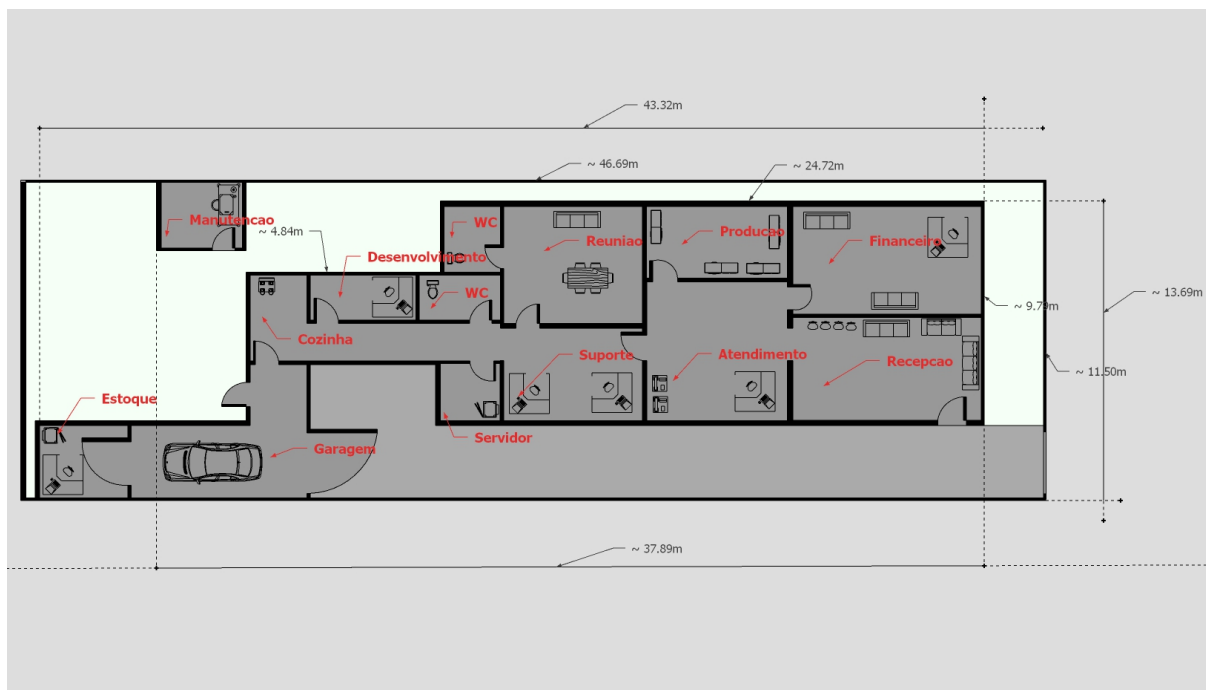 43.32m
~ 46.69m
~ 24.72m
Manutencao
WC
Producao
~ 4.84m
Reuniao
Financeiro
Desenvolvimento
~ 13.69m
WC
~ 9.79m
Cozinha
Suporte
Atendimento
Recepcao
~ 11.50m
Estoque
Servidor
Garagem
~ 37.89m